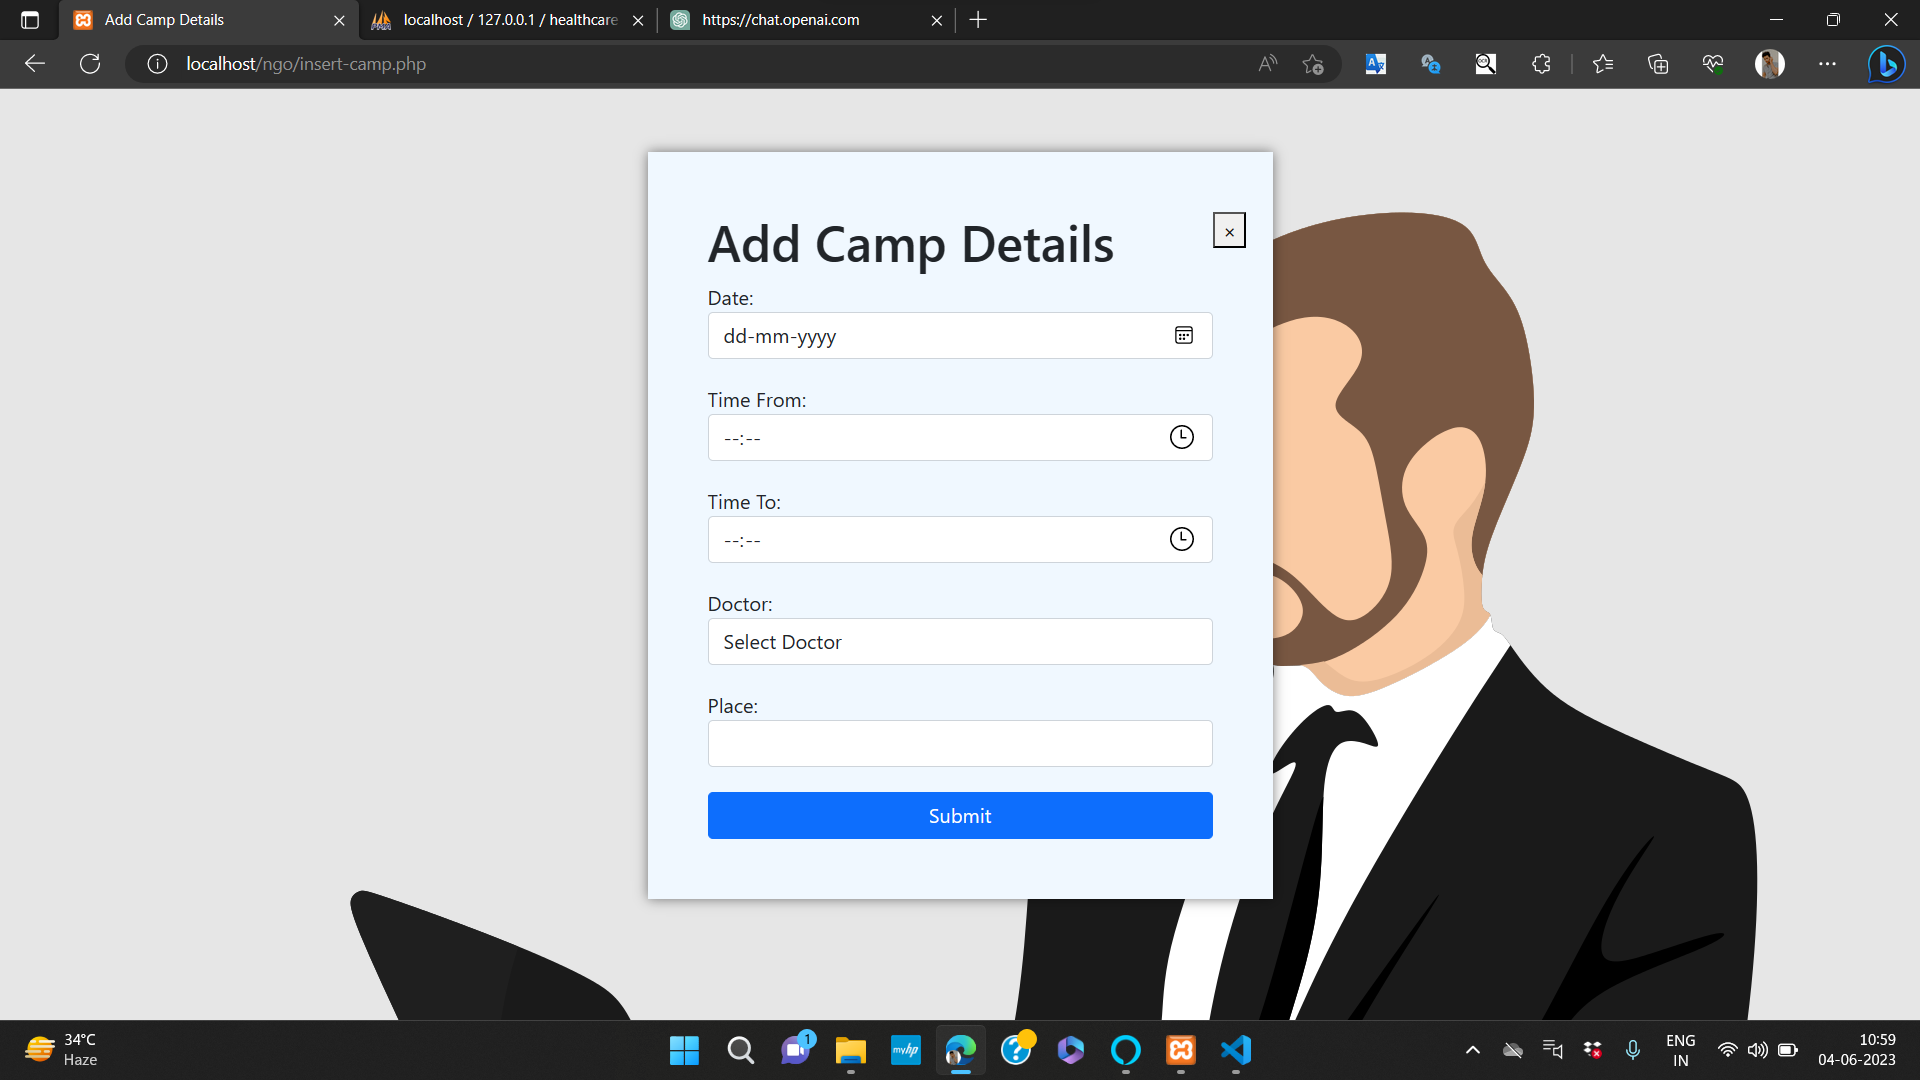 Add Camp Details
localhost / 127.0.0.1 / healthcare
https://chat.openai.com
localhost/ngo/insert-camp.php
Add Camp Details
×
Date:
dd-mm-yyyy
Time From:
--:--
Time To:
--:--
Doctor:
Select Doctor
Place:
Submit
34°C
Haze
1
myhp
ENG
IN
10:59
04-06-2023